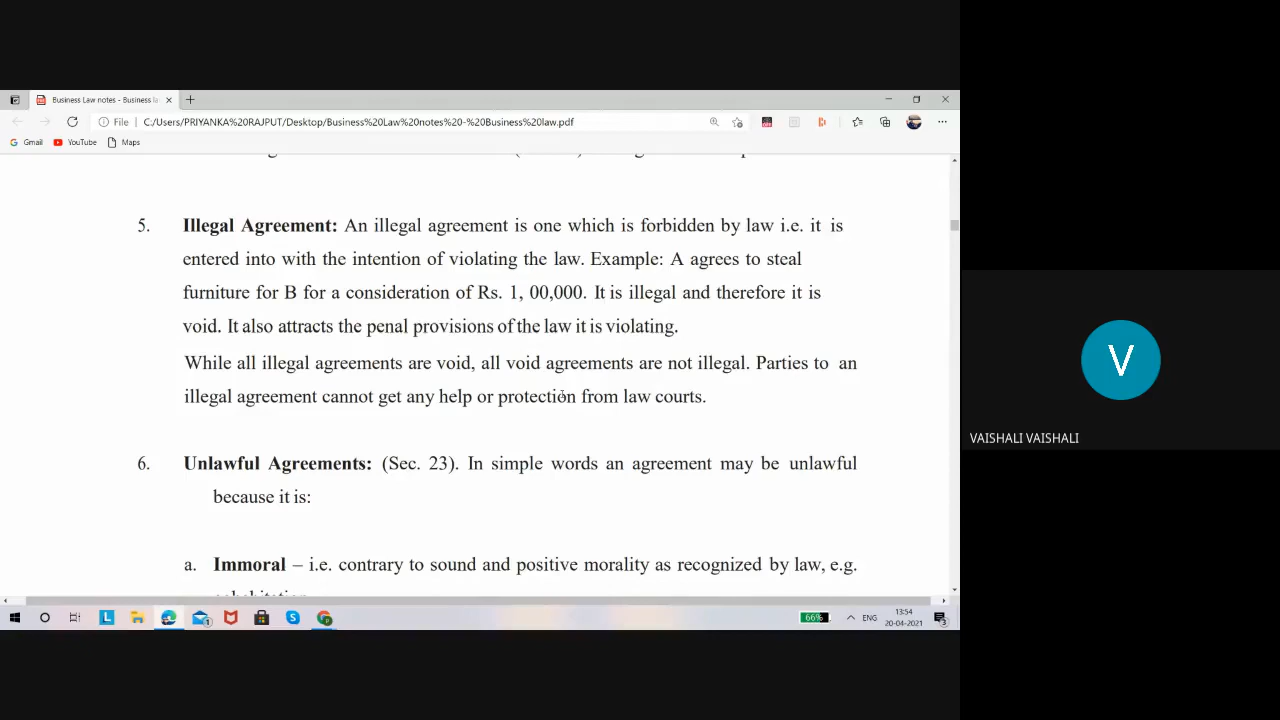 Business Law notes - Business la
File
C:/Users/PRIYANKA%20RAJPUT/Desktop/Business%20Law%20notes%20-%20Business%20law.pdf
Gmail YouTube Maps
5. Illegal Agreement: An illegal agreement is one which is forbidden by law i.e. it is
entered into with the intention of violating the law. Example: A agrees to steal
furniture for B for a consideration of Rs. 1, 00,000. It is illegal and therefore it is
void. It also attracts the penal provisions of the law it is violating.
While all illegal agreements are void, all void agreements are not illegal. Parties to an
illegal agreement cannot get any help or protection from law courts.
6. Unlawful Agreements: (Sec. 23). In simple words an agreement may be unlawful
because it is:
a. Immoral – i.e. contrary to sound and positive morality as recognized by law, e.g.
V
VAISHALI VAISHALI
66%
ENG
13:54
20-04-2021